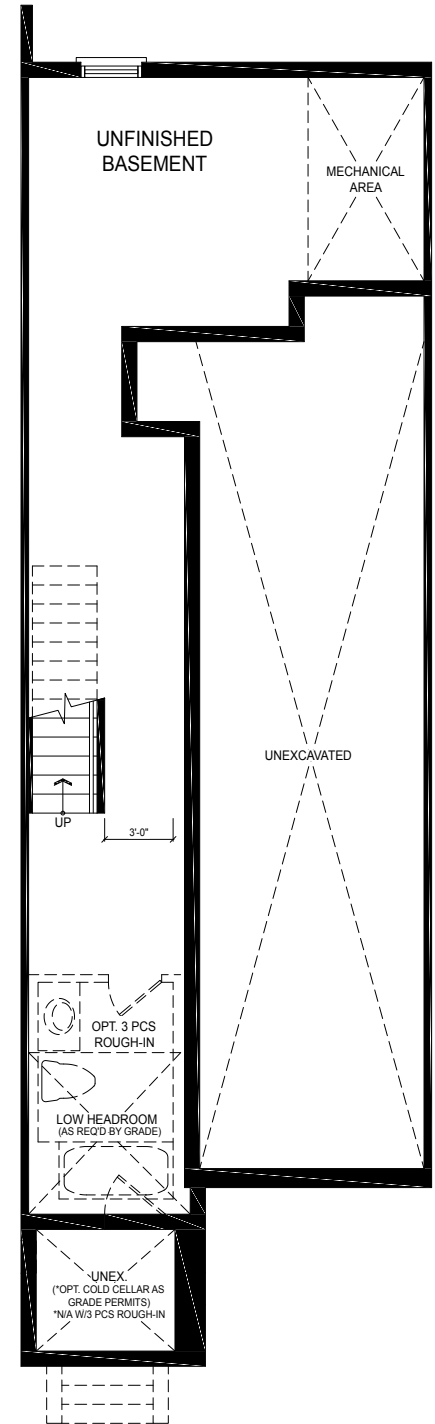 UNFINISHED
BASEMENT
MECHANICAL
AREA
UNEXCAVATED
UP
3'-0"
OPT. 3 PCS
ROUGH-IN
LOW HEADROOM
(AS REQ'D BY GRADE)
UNEX.
(*OPT. COLD CELLAR AS
GRADE PERMITS)
*N/A W/3 PCS ROUGH-IN